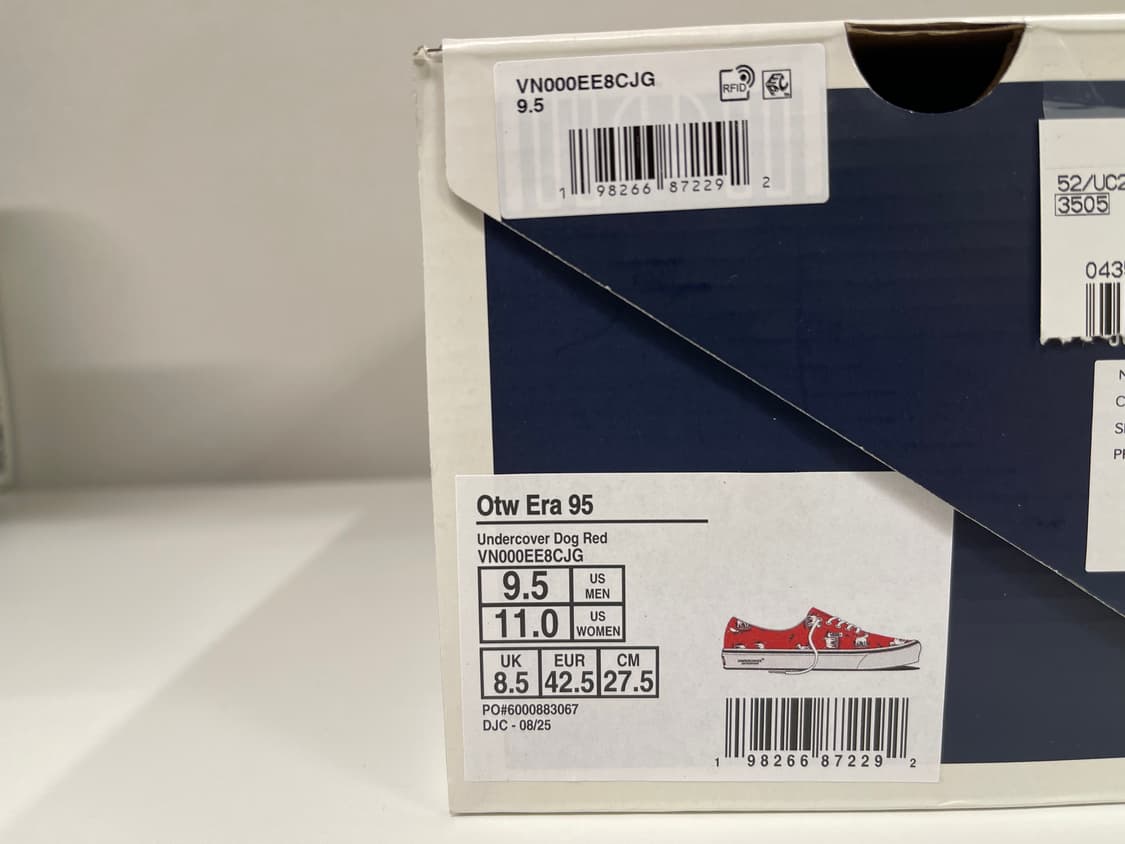 VN000EE8CJG
9.5
RFID
1 98266 87229 2
52/UC2
3505
043
Otw Era 95
Undercover Dog Red
VN000EE8CJG
9.5 US MEN
11.0 US WOMEN
UK EUR CM
8.5 42.5 27.5
PO#6000883067
DJC - 08/25
1 98266 87229 2